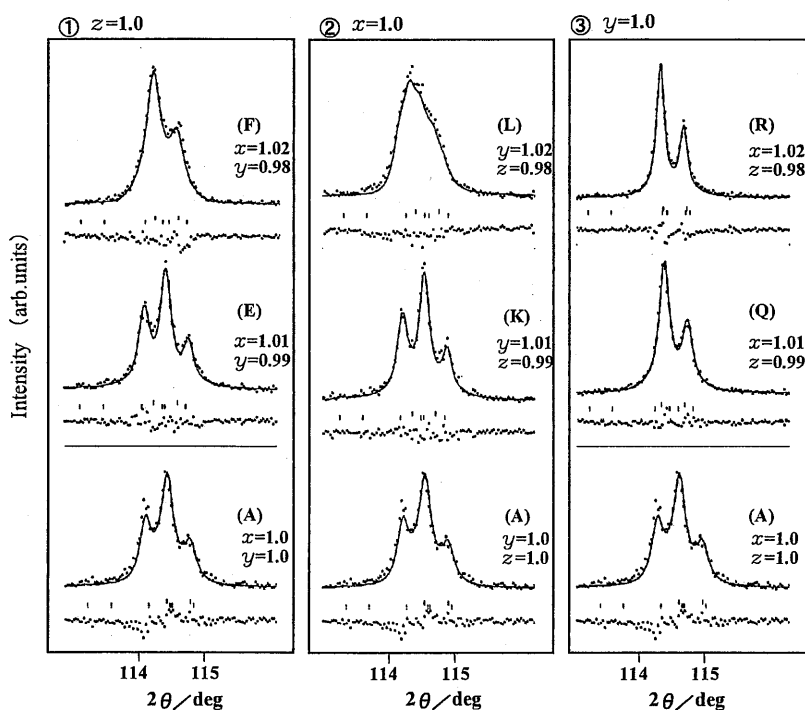 ① z=1.0
② x=1.0
③ y=1.0
Intensity (arb.units)
(F)
x=1.02
y=0.98
(E)
x=1.01
y=0.99
(A)
x=1.0
y=1.0
(L)
y=1.02
z=0.98
(K)
y=1.01
z=0.99
(A)
y=1.0
z=1.0
(R)
x=1.02
z=0.98
(Q)
x=1.01
z=0.99
(A)
x=1.0
z=1.0
114 115
2θ/deg
114 115
2θ/deg
114 115
2θ/deg